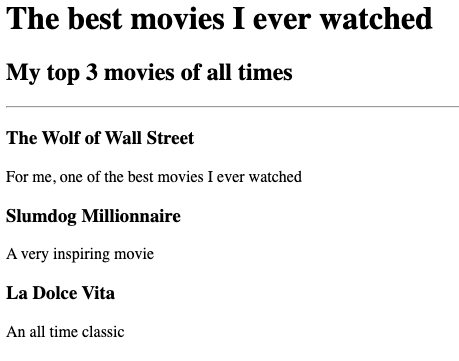 The best movies I ever watched
My top 3 movies of all times
The Wolf of Wall Street
For me, one of the best movies I ever watched
Slumdog Millionnaire
A very inspiring movie
La Dolce Vita
An all time classic